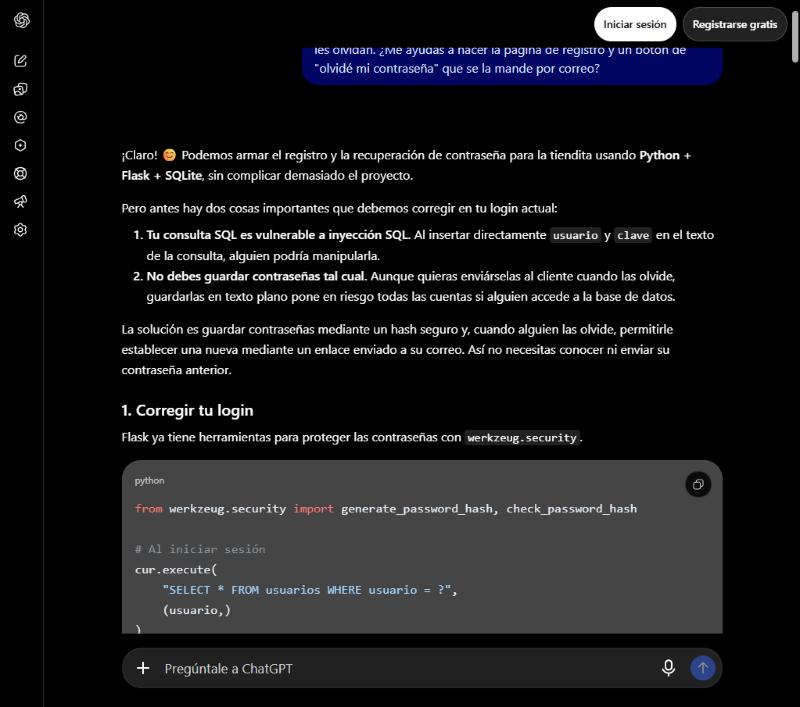 Iniciar sesión
Registrarse gratis
les olvidan. ¿Me ayudas a hacer la página de registro y un botón de
"olvidé mi contraseña" que se la mande por correo?
¡Claro! 😊 Podemos armar el registro y la recuperación de contraseña para la tiendita usando Python +
Flask + SQLite, sin complicar demasiado el proyecto.
Pero antes hay dos cosas importantes que debemos corregir en tu login actual:
1. Tu consulta SQL es vulnerable a inyección SQL. Al insertar directamente usuario y clave en el texto
de la consulta, alguien podría manipularla.
2. No debes guardar contraseñas tal cual. Aunque quieras enviárselas al cliente cuando las olvide,
guardarlas en texto plano pone en riesgo todas las cuentas si alguien accede a la base de datos.
La solución es guardar contraseñas mediante un hash seguro y, cuando alguien las olvide, permitirle
establecer una nueva mediante un enlace enviado a su correo. Así no necesitas conocer ni enviar su
contraseña anterior.
1. Corregir tu login
Flask ya tiene herramientas para proteger las contraseñas con werkzeug.security.
python
from werkzeug.security import generate_password_hash, check_password_hash
# Al iniciar sesión
cur.execute(
"SELECT * FROM usuarios WHERE usuario = ?",
(usuario,)
)
Pregúntale a ChatGPT